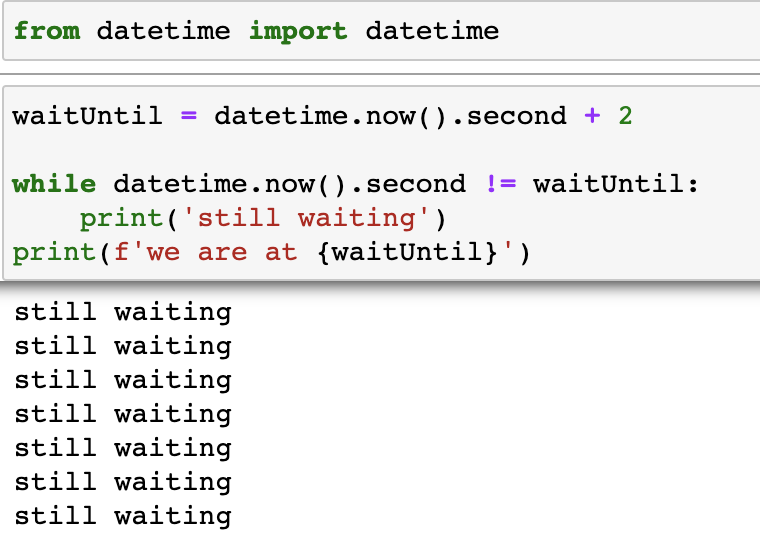 from datetime import datetime
waitUntil = datetime.now().second + 2
while datetime.now().second != waitUntil:
    print('still waiting')
print(f'we are at {waitUntil}')
still waiting
still waiting
still waiting
still waiting
still waiting
still waiting
still waiting